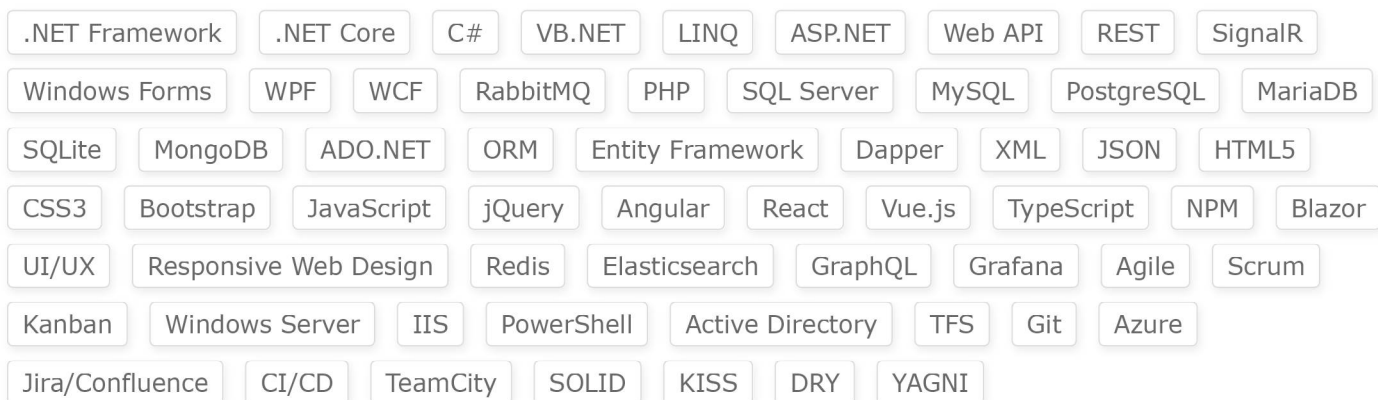 .NET Framework .NET Core C# VB.NET LINQ ASP.NET Web API REST SignalR
Windows Forms WPF WCF RabbitMQ PHP SQL Server MySQL PostgreSQL MariaDB
SQLite MongoDB ADO.NET ORM Entity Framework Dapper XML JSON HTML5
CSS3 Bootstrap JavaScript jQuery Angular React Vue.js TypeScript NPM Blazor
UI/UX Responsive Web Design Redis Elasticsearch GraphQL Grafana Agile Scrum
Kanban Windows Server IIS PowerShell Active Directory TFS Git Azure
Jira/Confluence CI/CD TeamCity SOLID KISS DRY YAGNI